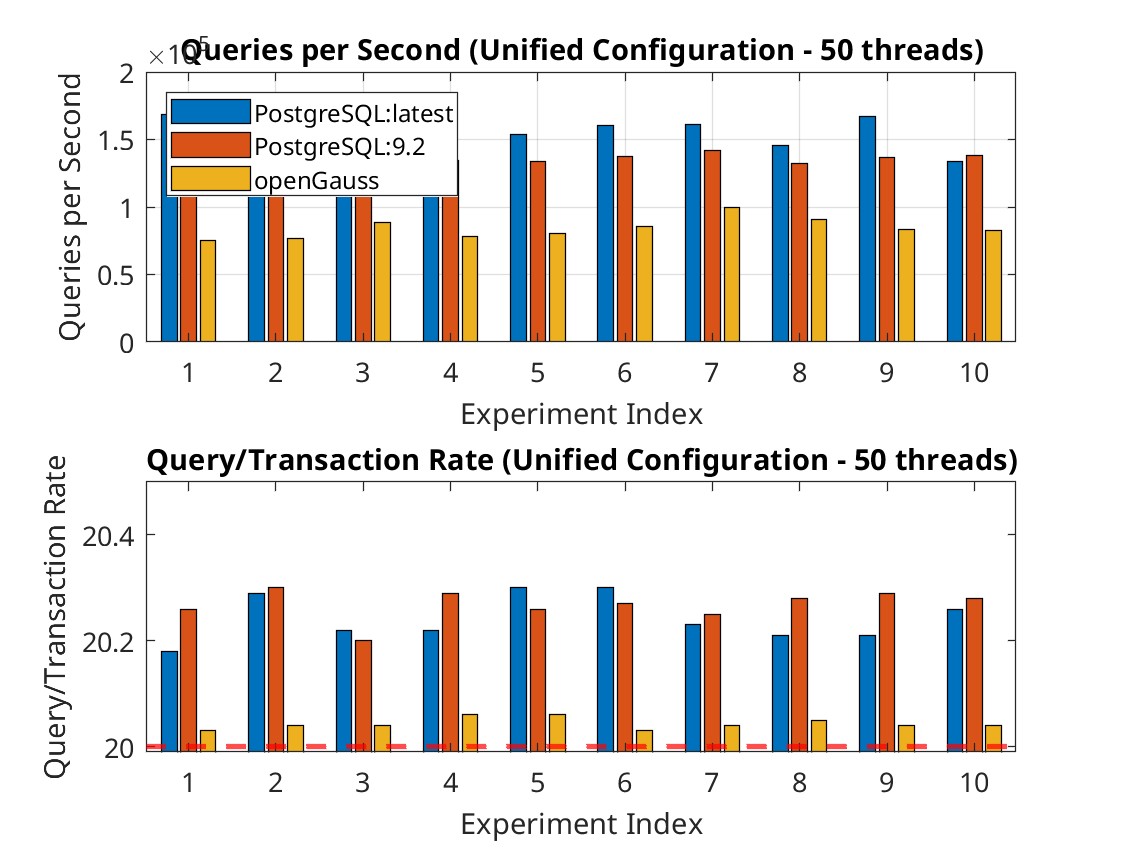 ×10⁵
Queries per Second (Unified Configuration - 50 threads)
Queries per Second
2
1.5
1
0.5
0
PostgreSQL:latest
PostgreSQL:9.2
openGauss
1 2 3 4 5 6 7 8 9 10
Experiment Index
Query/Transaction Rate (Unified Configuration - 50 threads)
Query/Transaction Rate
20.4
20.2
20
1 2 3 4 5 6 7 8 9 10
Experiment Index